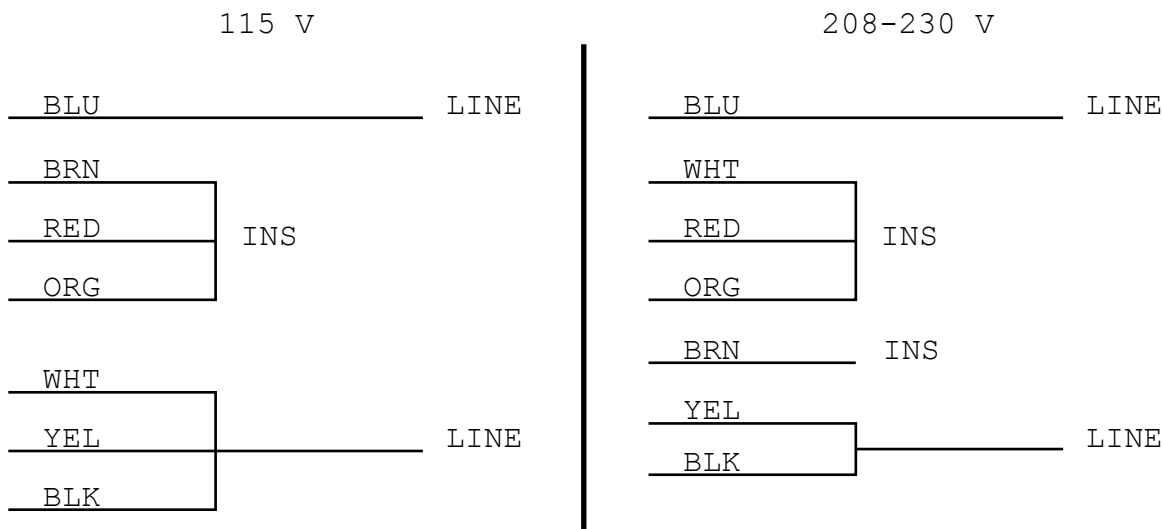 115 V
BLU LINE
BRN
RED INS
ORG
WHT
YEL LINE
BLK
208-230 V
BLU LINE
WHT
RED INS
ORG
BRN INS
YEL
LINE
BLK